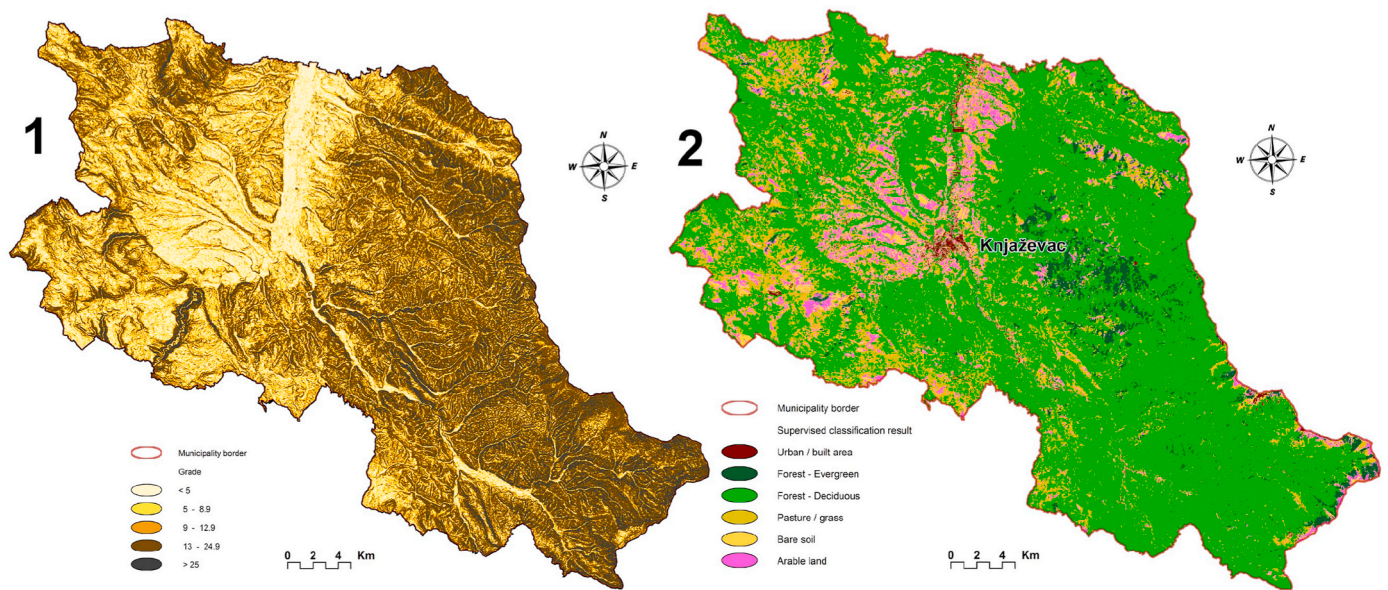 1
N
W E
S
Municipality border
Grade
< 5
5 - 8.9
9 - 12.9
13 - 24.9
> 25
0 2 4 Km
2
N
W E
S
Knjaževac
Municipality border
Supervised classification result
Urban / built area
Forest - Evergreen
Forest - Deciduous
Pasture / grass
Bare soil
Arable land
0 2 4 Km